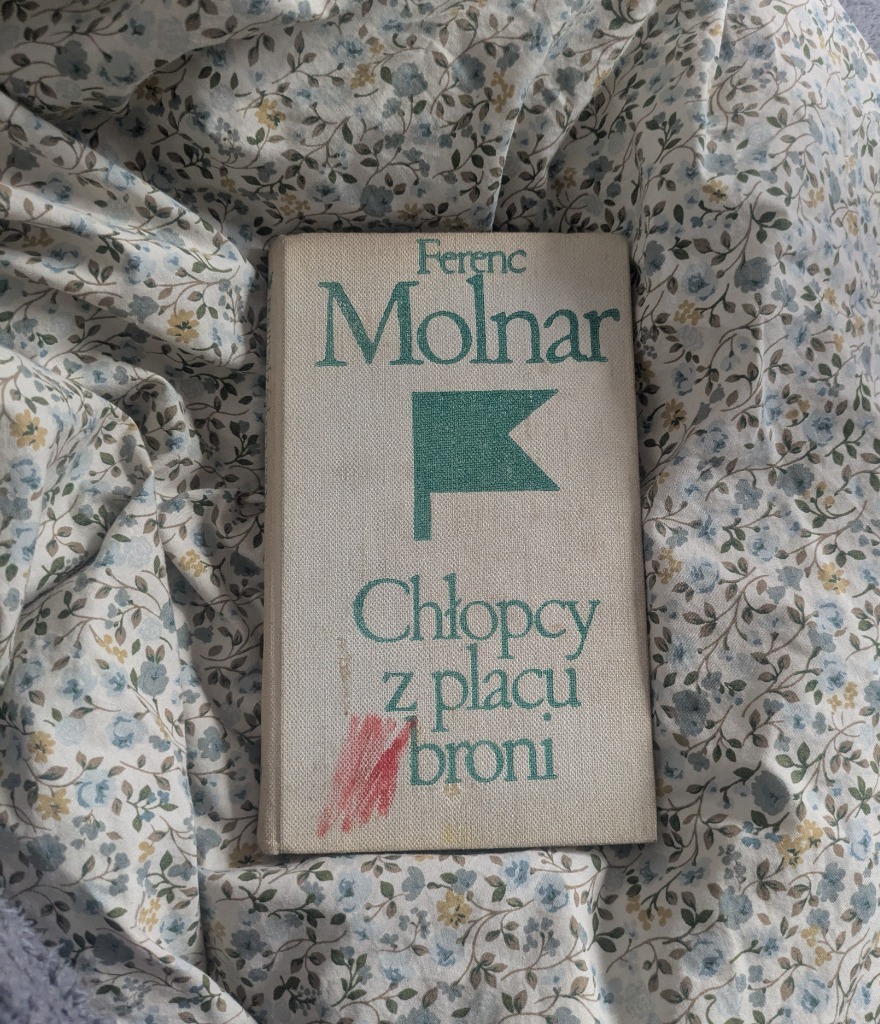 Ferenc
Molnar
Chłopcy
z placu
broni